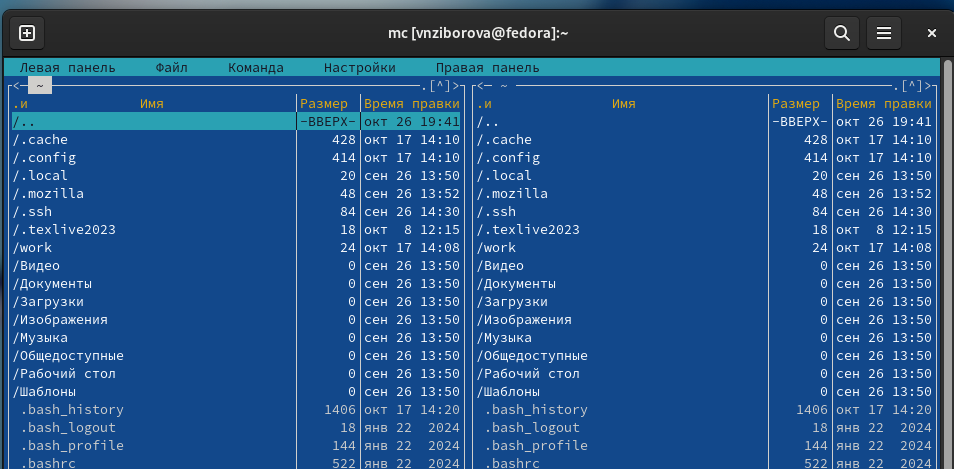 mc [vnziborova@fedora]:~
Левая панель Файл Команда Настройки Правая панель
<─ ~ .[^]> <─ ~ .[^]>
.и Имя Размер Время правки .и Имя Размер Время правки
/.. -ВВЕРХ- окт 26 19:41 /.. -ВВЕРХ- окт 26 19:41
/.cache 428 окт 17 14:10 /.cache 428 окт 17 14:10
/.config 414 окт 17 14:10 /.config 414 окт 17 14:10
/.local 20 сен 26 13:50 /.local 20 сен 26 13:50
/.mozilla 48 сен 26 13:52 /.mozilla 48 сен 26 13:52
/.ssh 84 сен 26 14:30 /.ssh 84 сен 26 14:30
/.texlive2023 18 окт 8 12:15 /.texlive2023 18 окт 8 12:15
/work 24 окт 17 14:08 /work 24 окт 17 14:08
/Видео 0 сен 26 13:50 /Видео 0 сен 26 13:50
/Документы 0 сен 26 13:50 /Документы 0 сен 26 13:50
/Загрузки 0 сен 26 13:50 /Загрузки 0 сен 26 13:50
/Изображения 0 сен 26 13:50 /Изображения 0 сен 26 13:50
/Музыка 0 сен 26 13:50 /Музыка 0 сен 26 13:50
/Общедоступные 0 сен 26 13:50 /Общедоступные 0 сен 26 13:50
/Рабочий стол 0 сен 26 13:50 /Рабочий стол 0 сен 26 13:50
/Шаблоны 0 сен 26 13:50 /Шаблоны 0 сен 26 13:50
.bash_history 1406 окт 17 14:20 .bash_history 1406 окт 17 14:20
.bash_logout 18 янв 22 2024 .bash_logout 18 янв 22 2024
.bash_profile 144 янв 22 2024 .bash_profile 144 янв 22 2024
.bashrc 522 янв 22 2024 .bashrc 522 янв 22 2024